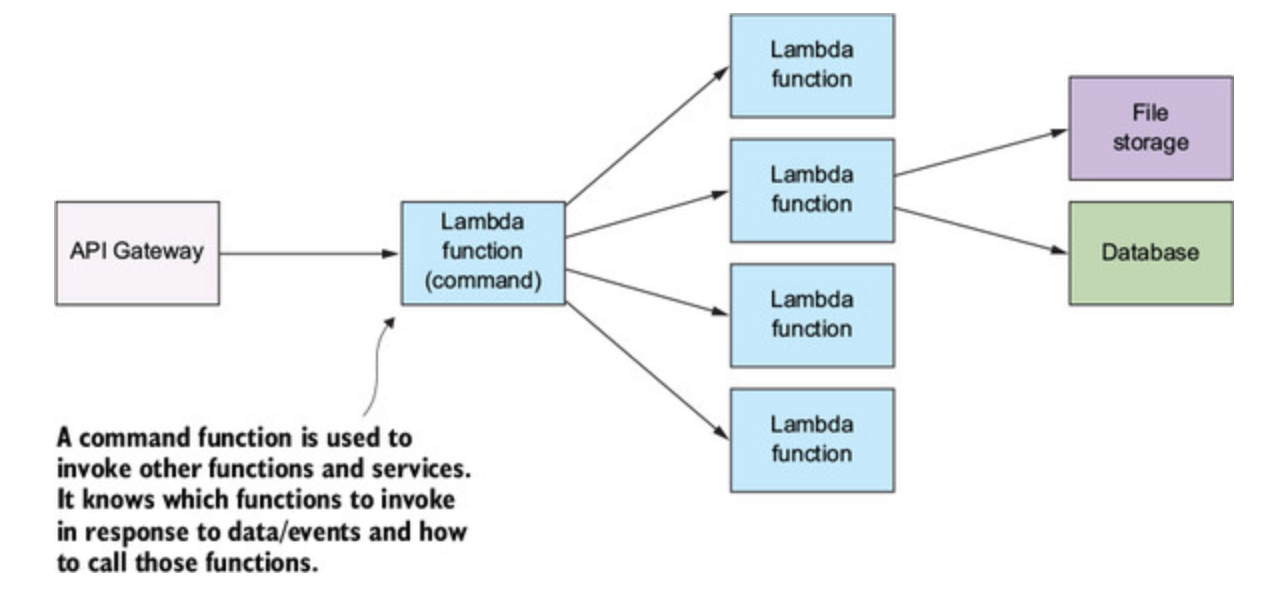 Lambda
function
File
storage
Lambda
function
API Gateway
Lambda
function
(command)
Database
Lambda
function
Lambda
function
A command function is used to
invoke other functions and services.
It knows which functions to invoke
in response to data/events and how
to call those functions.